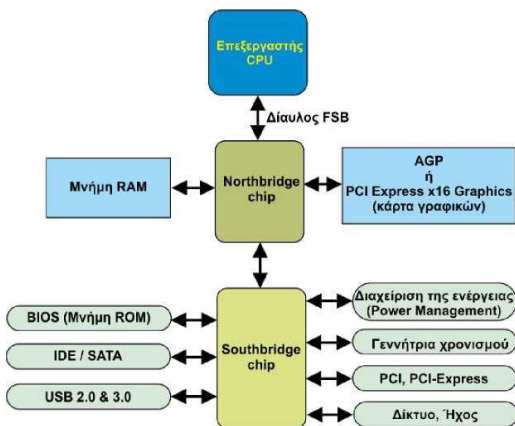 Επεξεργαστής
CPU
Δίαυλος FSB
Μνήμη RAM
Northbridge
chip
AGP
ή
PCI Express x16 Graphics
(κάρτα γραφικών)
BIOS (Μνήμη ROM)
IDE / SATA
USB 2.0 & 3.0
Southbridge
chip
Διαχείριση της ενέργειας
(Power Management)
Γεννήτρια χρονισμού
PCI, PCI-Express
Δίκτυο, Ήχος